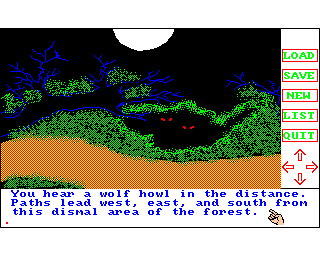 LOAD
SAVE
NEW
LIST
QUIT
You hear a wolf howl in the distance.
Paths lead west, east, and south from
this dismal area of the forest.